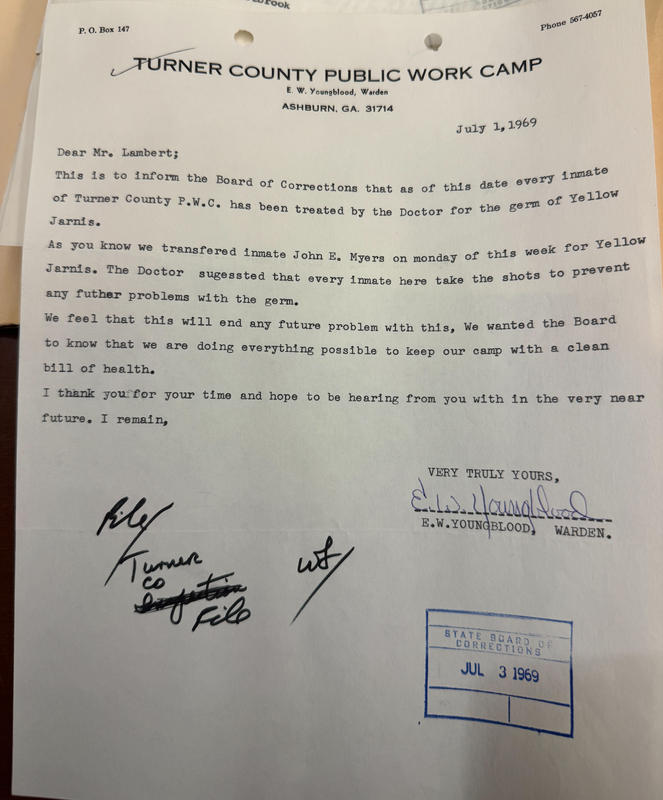 P. O. Box 147
Phone 567-4057
TURNER COUNTY PUBLIC WORK CAMP
E. W. Youngblood, Warden
ASHBURN, GA. 31714
July 1, 1969
Dear Mr. Lambert;
This is to inform the Board of Corrections that as of this date every inmate
of Turner County P.W.C. has been treated by the Doctor for the germ of Yellow
Jarnis.
As you know we transfered inmate John E. Myers on monday of this week for Yellow
Jarnis. The Doctor sugessted that every inmate here take the shots to prevent
any futher problems with the germ.
We feel that this will end any future problem with this, We wanted the Board
to know that we are doing everything possible to keep our camp with a clean
bill of health.
I thank you for your time and hope to be hearing from you with in the very near
future. I remain,
VERY TRULY YOURS,
E.W. Youngblood
E.W.YOUNGBLOOD, WARDEN.
File
Turner
co
File
STATE BOARD OF
CORRECTIONS
JUL 3 1969